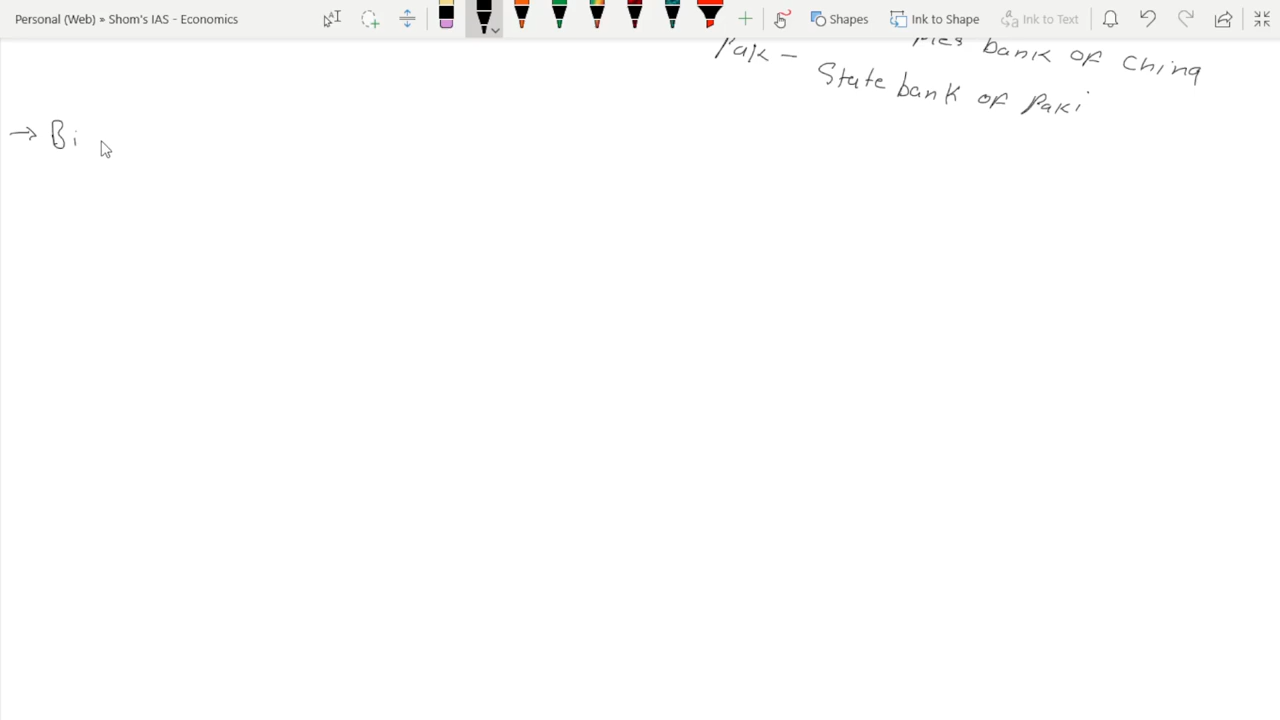 Personal (Web) » Shom's IAS - Economics
Shapes
Ink to Shape
Ink to Text
bank of China
Pak - State bank of Paki
→ Bi